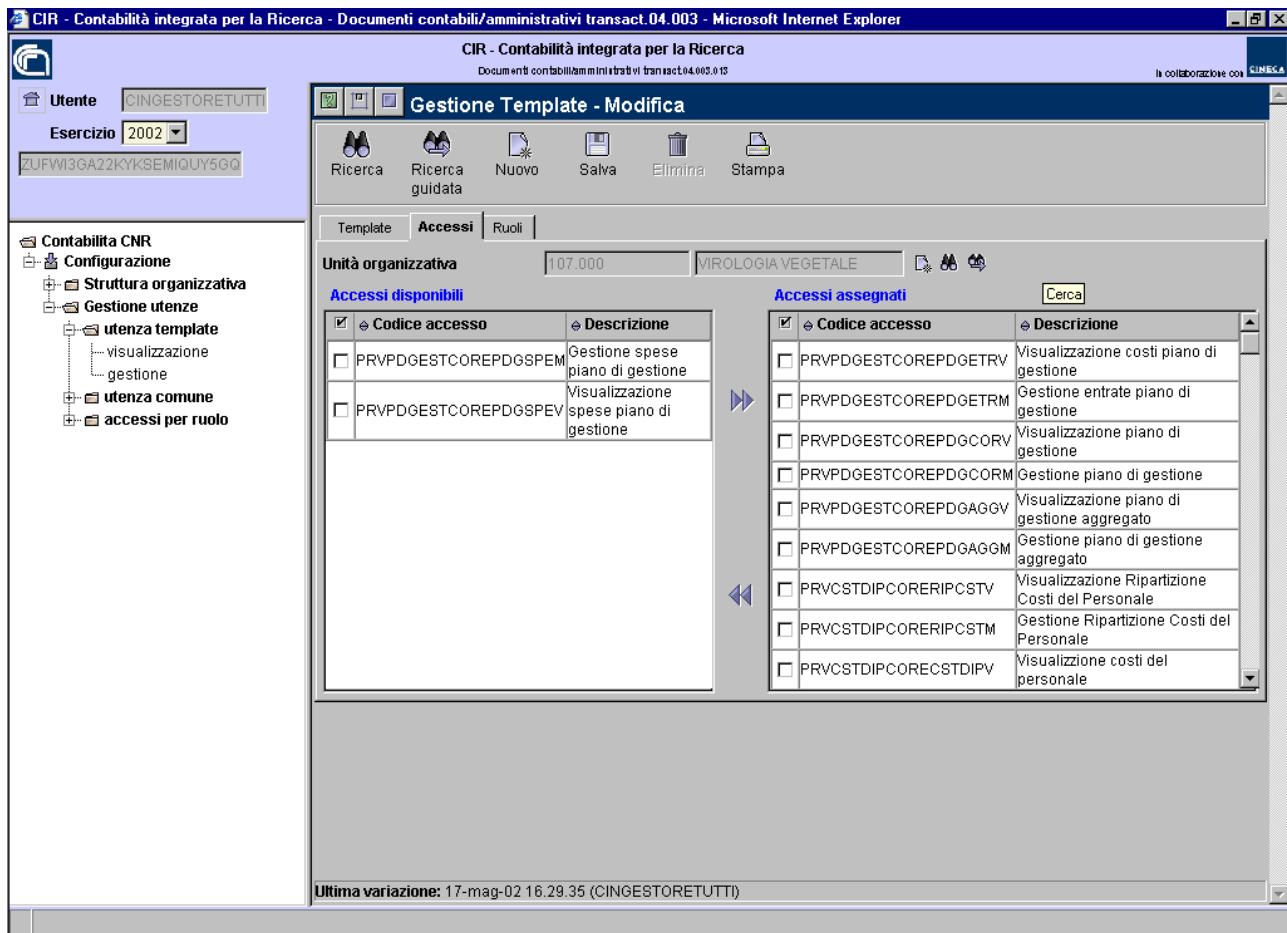 CIR - Contabilità integrata per la Ricerca - Documenti contabili/amministrativi transact.04.003 - Microsoft Internet Explorer
CIR - Contabilità integrata per la Ricerca
Documenti contabili/amministrativi transact.04.003.013
In collaborazione con CINECA
Utente CINGESTORETUTTI
Esercizio 2002
ZUFWI3GA22KYKSEMIQUY5GQ
Contabilita CNR
Configurazione
Struttura organizzativa
Gestione utenze
utenza template
visualizzazione
gestione
utenza comune
accessi per ruolo
Gestione Template - Modifica
Ricerca Ricerca guidata Nuovo Salva Elimina Stampa
Template Accessi Ruoli
Unità organizzativa 107.000 VIROLOGIA VEGETALE
Cerca
Accessi disponibili
Codice accesso Descrizione
PRVPDGESTCOREPDGSPEM Gestione spese
piano di gestione
PRVPDGESTCOREPDGSPEV Visualizzazione
spese piano di
gestione
Accessi assegnati
Codice accesso Descrizione
PRVPDGESTCOREPDGETRV Visualizzazione costi piano di
gestione
PRVPDGESTCOREPDGETRM Gestione entrate piano di
gestione
PRVPDGESTCOREPDGCORV Visualizzazione piano di
gestione
PRVPDGESTCOREPDGCORM Gestione piano di gestione
PRVPDGESTCOREPDGAGGV Visualizzazione piano di
gestione aggregato
PRVPDGESTCOREPDGAGGM Gestione piano di gestione
aggregato
PRVCSTDIPCORERIPCSTV Visualizzazione Ripartizione
Costi del Personale
PRVCSTDIPCORERIPCSTM Gestione Ripartizione Costi del
Personale
PRVCSTDIPCORECSTDIPV Visualizzione costi del
personale
Ultima variazione: 17-mag-02 16.29.35 (CINGESTORETUTTI)